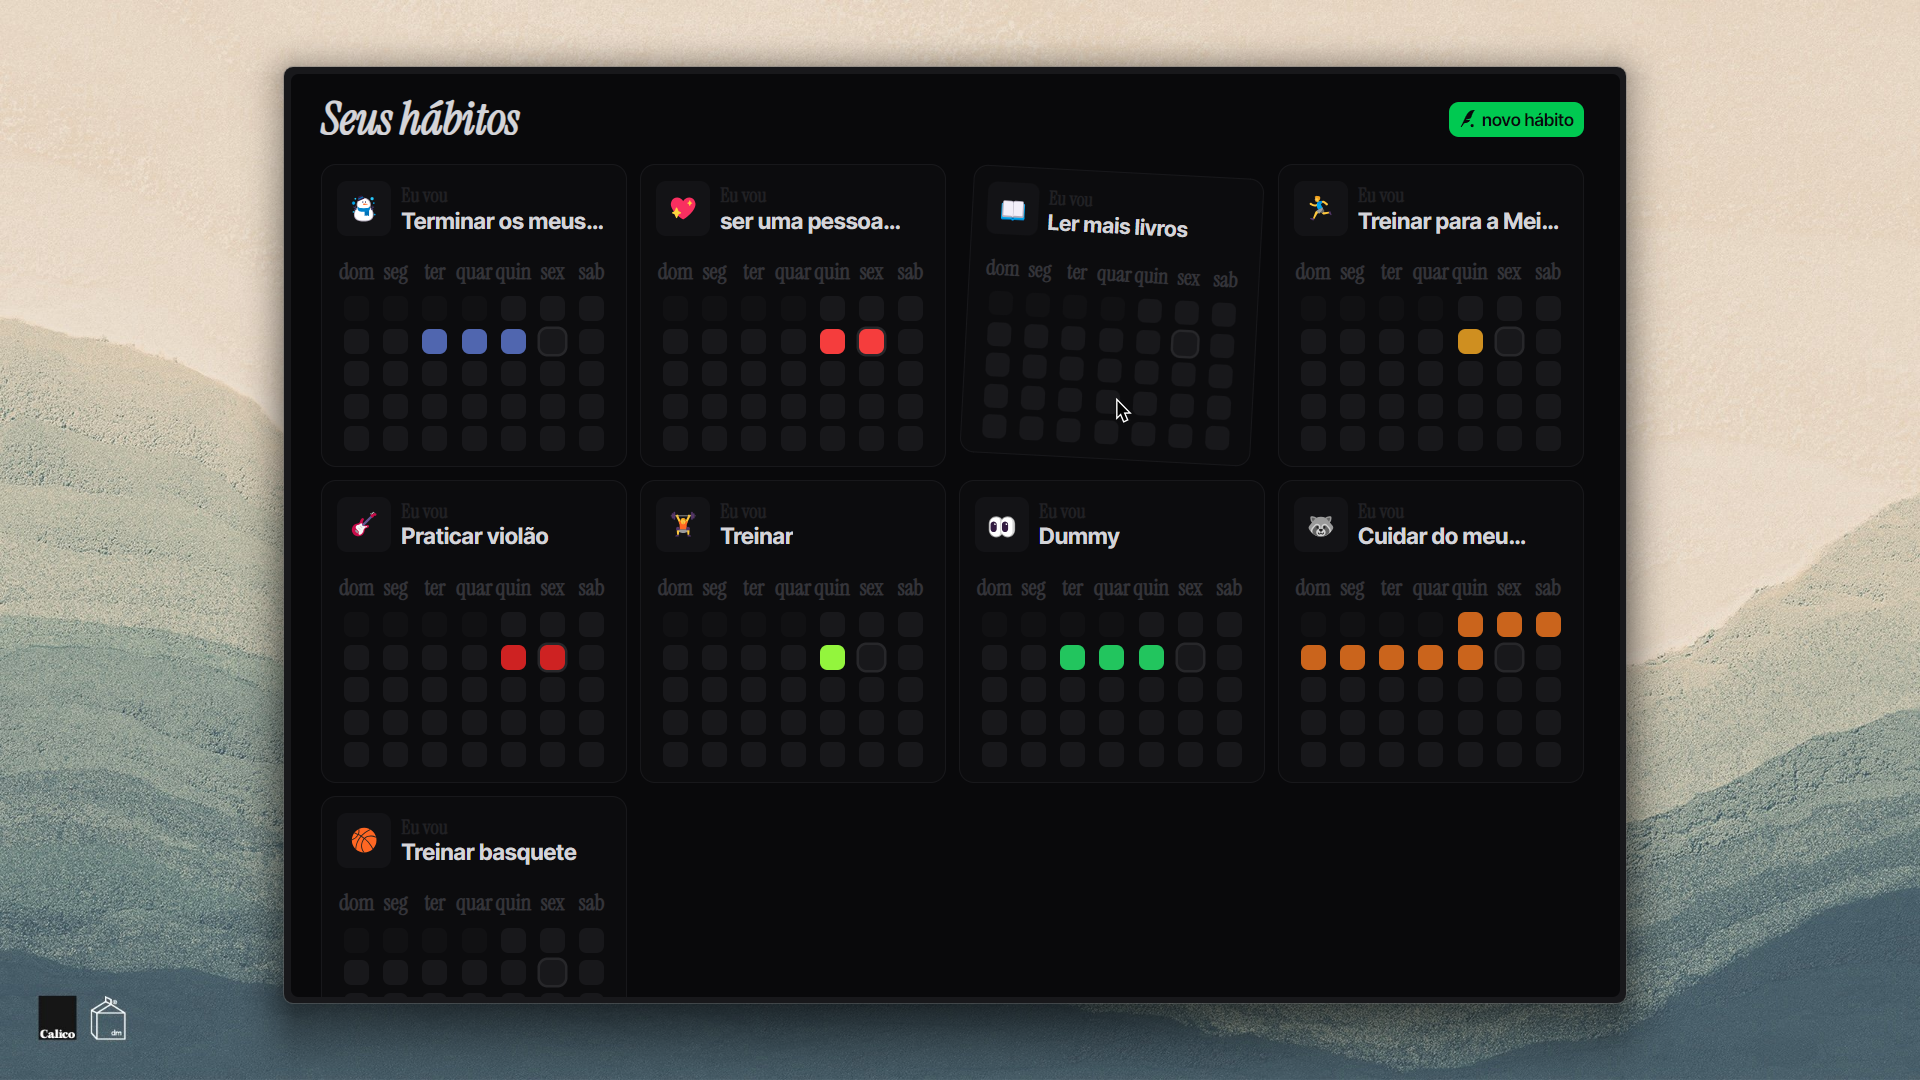 Seus hábitos
novo hábito
Eu vou
Terminar os meus...
dom seg ter quar quin sex sab
Eu vou
ser uma pessoa...
dom seg ter quar quin sex sab
Eu vou
Ler mais livros
dom seg ter quar quin sex sab
Eu vou
Treinar para a Mei...
dom seg ter quar quin sex sab
Eu vou
Praticar violão
dom seg ter quar quin sex sab
Eu vou
Treinar
dom seg ter quar quin sex sab
Eu vou
Dummy
dom seg ter quar quin sex sab
Eu vou
Cuidar do meu...
dom seg ter quar quin sex sab
Eu vou
Treinar basquete
dom seg ter quar quin sex sab
Calico
dm